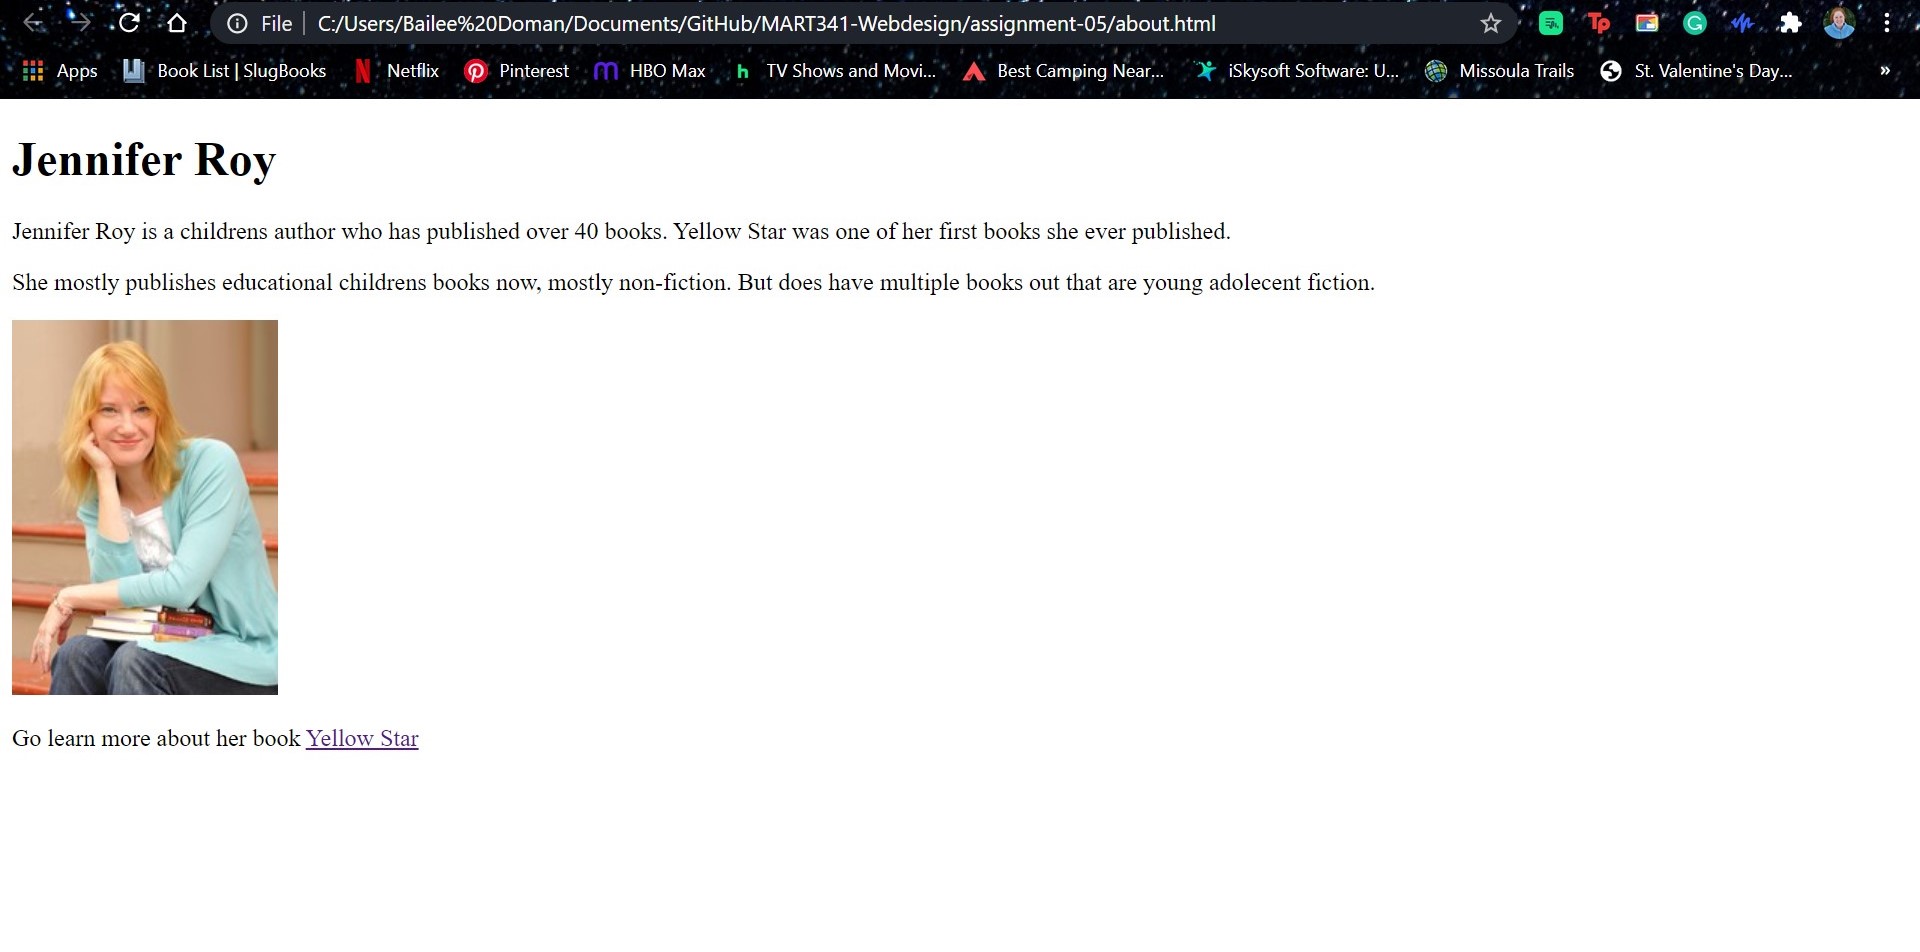 File | C:/Users/Bailee%20Doman/Documents/GitHub/MART341-Webdesign/assignment-05/about.html
Apps Book List | SlugBooks Netflix Pinterest HBO Max h TV Shows and Movi... Best Camping Near... iSkysoft Software: U... Missoula Trails St. Valentine's Day... »
Jennifer Roy
Jennifer Roy is a childrens author who has published over 40 books. Yellow Star was one of her first books she ever published.
She mostly publishes educational childrens books now, mostly non-fiction. But does have multiple books out that are young adolecent fiction.
Go learn more about her book Yellow Star